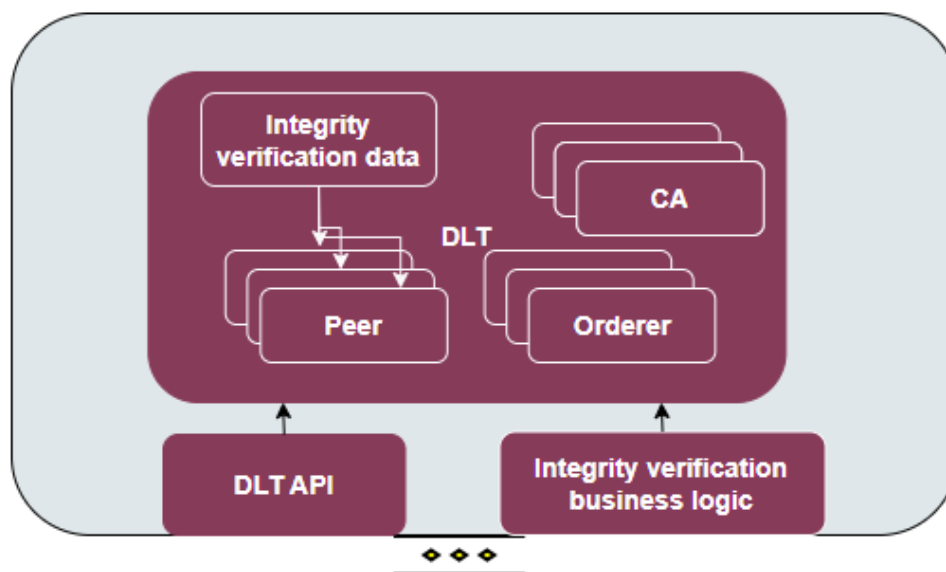 Integrity
verification data
CA
DLT
Peer
Orderer
DLT API
Integrity verification
business logic